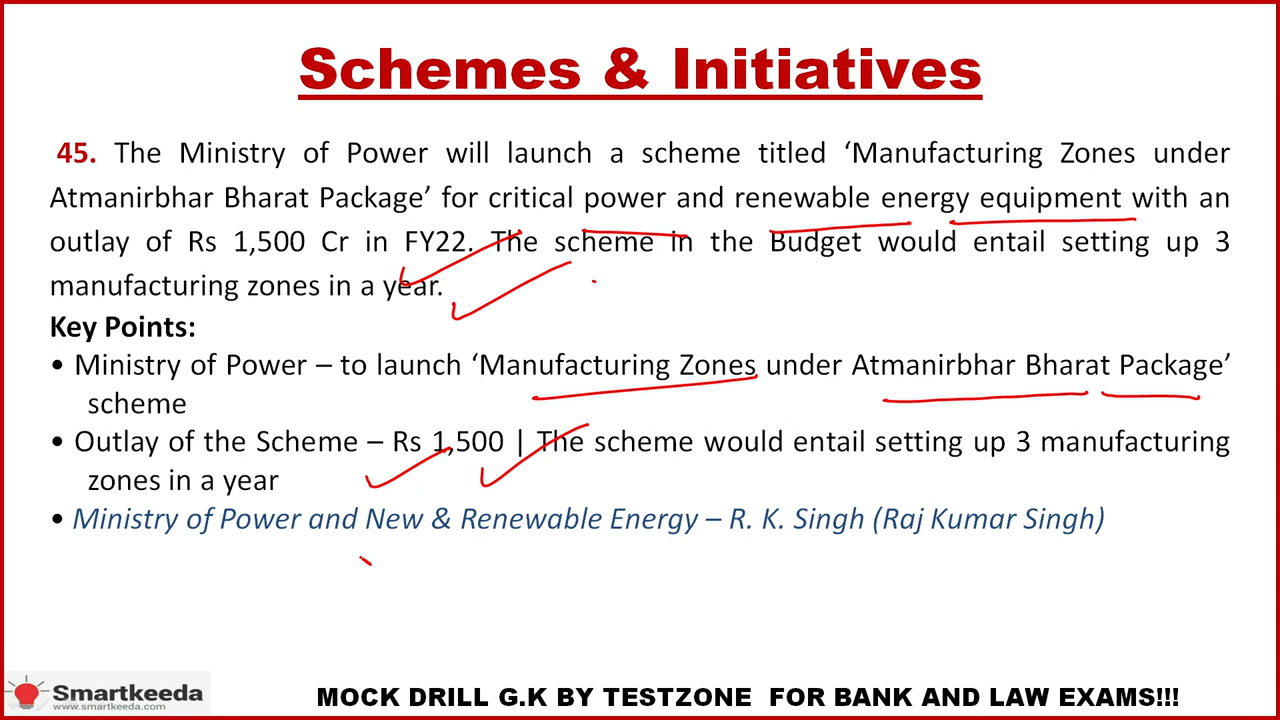 Schemes & Initiatives
45. The Ministry of Power will launch a scheme titled ‘Manufacturing Zones under
Atmanirbhar Bharat Package’ for critical power and renewable energy equipment with an
outlay of Rs 1,500 Cr in FY22. The scheme in the Budget would entail setting up 3
manufacturing zones in a year.
Key Points:
• Ministry of Power – to launch ‘Manufacturing Zones under Atmanirbhar Bharat Package’
scheme
• Outlay of the Scheme – Rs 1,500 | The scheme would entail setting up 3 manufacturing
zones in a year
• Ministry of Power and New & Renewable Energy – R. K. Singh (Raj Kumar Singh)
Smartkeeda
www.smartkeeda.com
MOCK DRILL G.K BY TESTZONE FOR BANK AND LAW EXAMS!!!